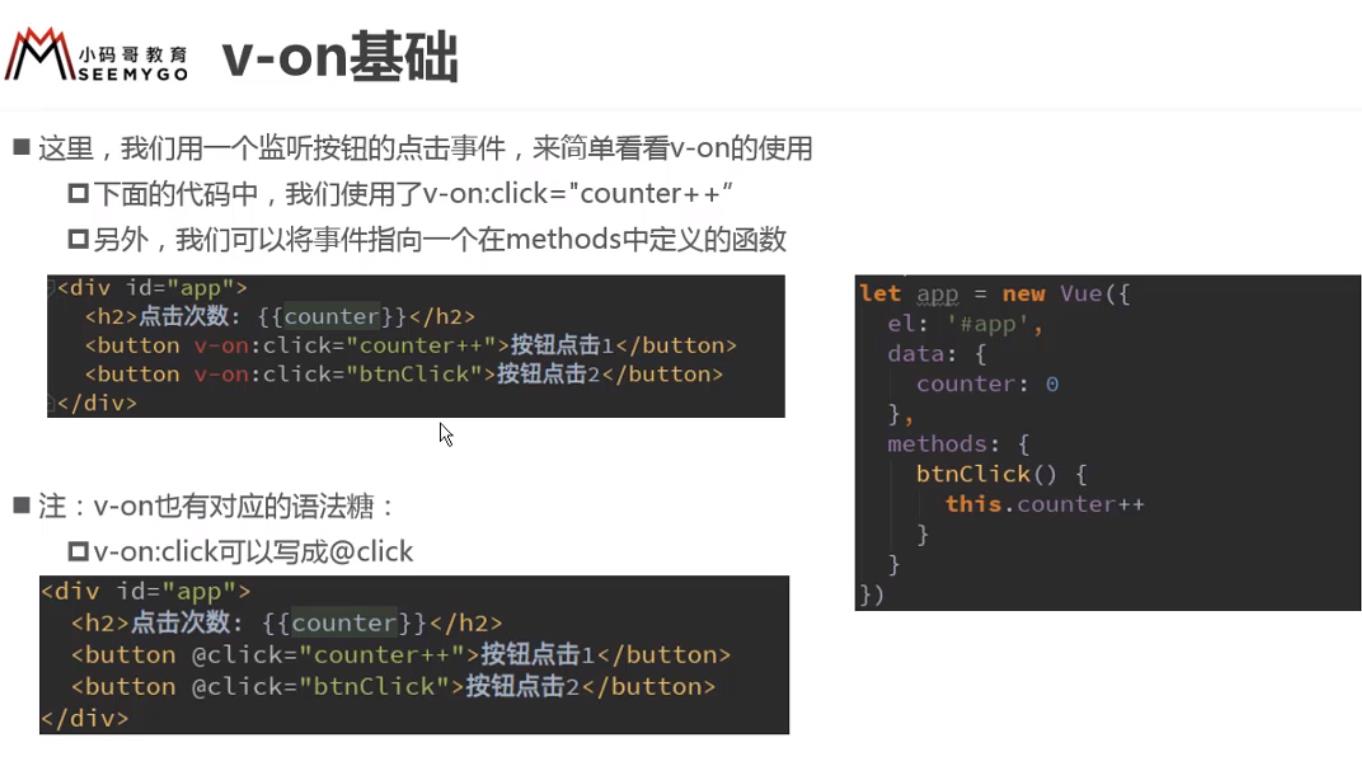 小码哥教育
SEEMYGO
v-on基础
这里，我们用一个监听按钮的点击事件，来简单看看v-on的使用
下面的代码中，我们使用了v-on:click="counter++”
另外，我们可以将事件指向一个在methods中定义的函数
<div id="app">
<h2>点击次数: {{counter}}</h2>
<button v-on:click="counter++">按钮点击1</button>
<button v-on:click="btnClick">按钮点击2</button>
</div>
let app = new Vue({
el: '#app',
data: {
counter: 0
},
methods: {
btnClick() {
this.counter++
}
}
})
注：v-on也有对应的语法糖：
v-on:click可以写成@click
<div id="app">
<h2>点击次数: {{counter}}</h2>
<button @click="counter++">按钮点击1</button>
<button @click="btnClick">按钮点击2</button>
</div>